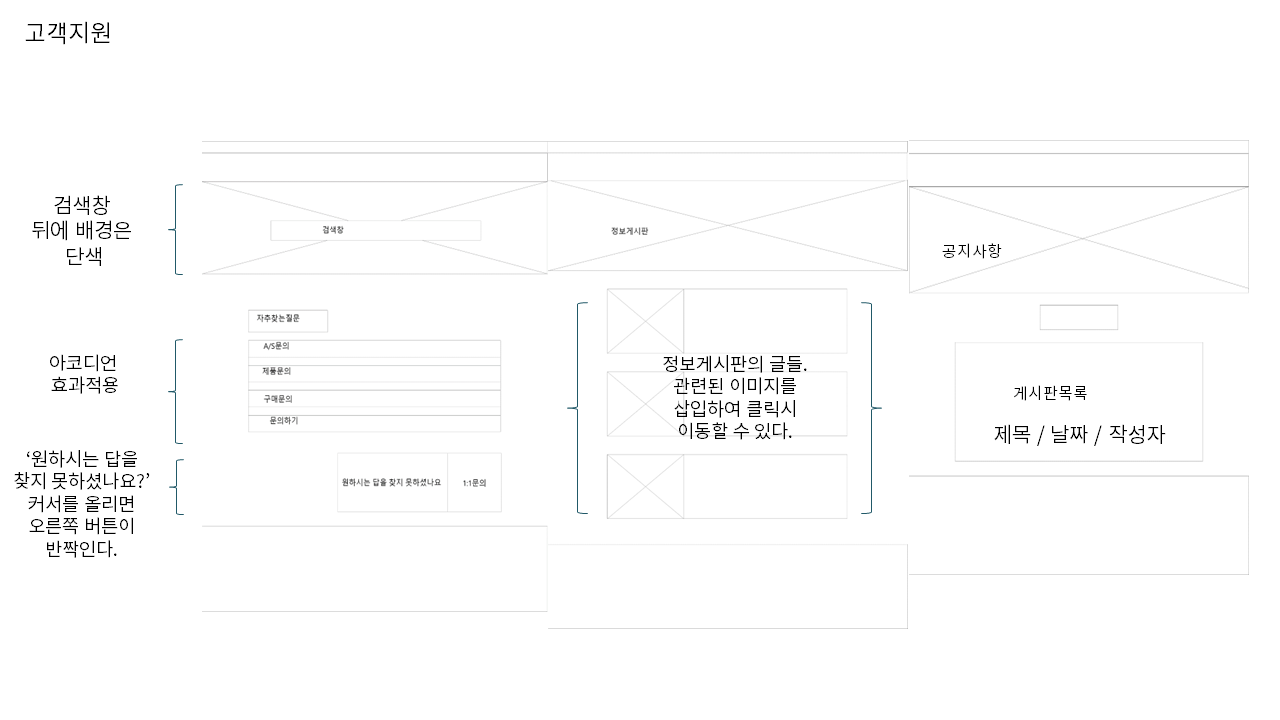 고객지원
검색창
뒤에 배경은
단색
아코디언
효과적용
‘원하시는 답을
찾지 못하셨나요?’
커서를 올리면
오른쪽 버튼이
반짝인다.
검색창
자추찾는질문
A/S문의
제품문의
구매문의
문의하기
원하시는 답을 찾지 못하셨나요
1:1문의
정보게시판
정보게시판의 글들.
관련된 이미지를
삽입하여 클릭시
이동할 수 있다.
공지사항
게시판목록
제목 / 날짜 / 작성자